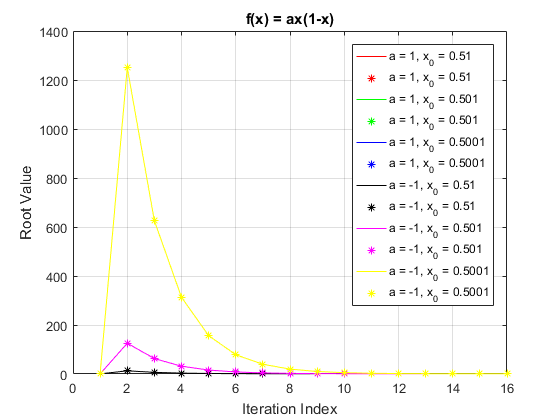 f(x) = ax(1-x)
1400
1200
1000
800
600
400
200
0
Root Value
0 2 4 6 8 10 12 14 16
Iteration Index
a = 1, x0 = 0.51
a = 1, x0 = 0.51
a = 1, x0 = 0.501
a = 1, x0 = 0.501
a = 1, x0 = 0.5001
a = 1, x0 = 0.5001
a = -1, x0 = 0.51
a = -1, x0 = 0.51
a = -1, x0 = 0.501
a = -1, x0 = 0.501
a = -1, x0 = 0.5001
a = -1, x0 = 0.5001